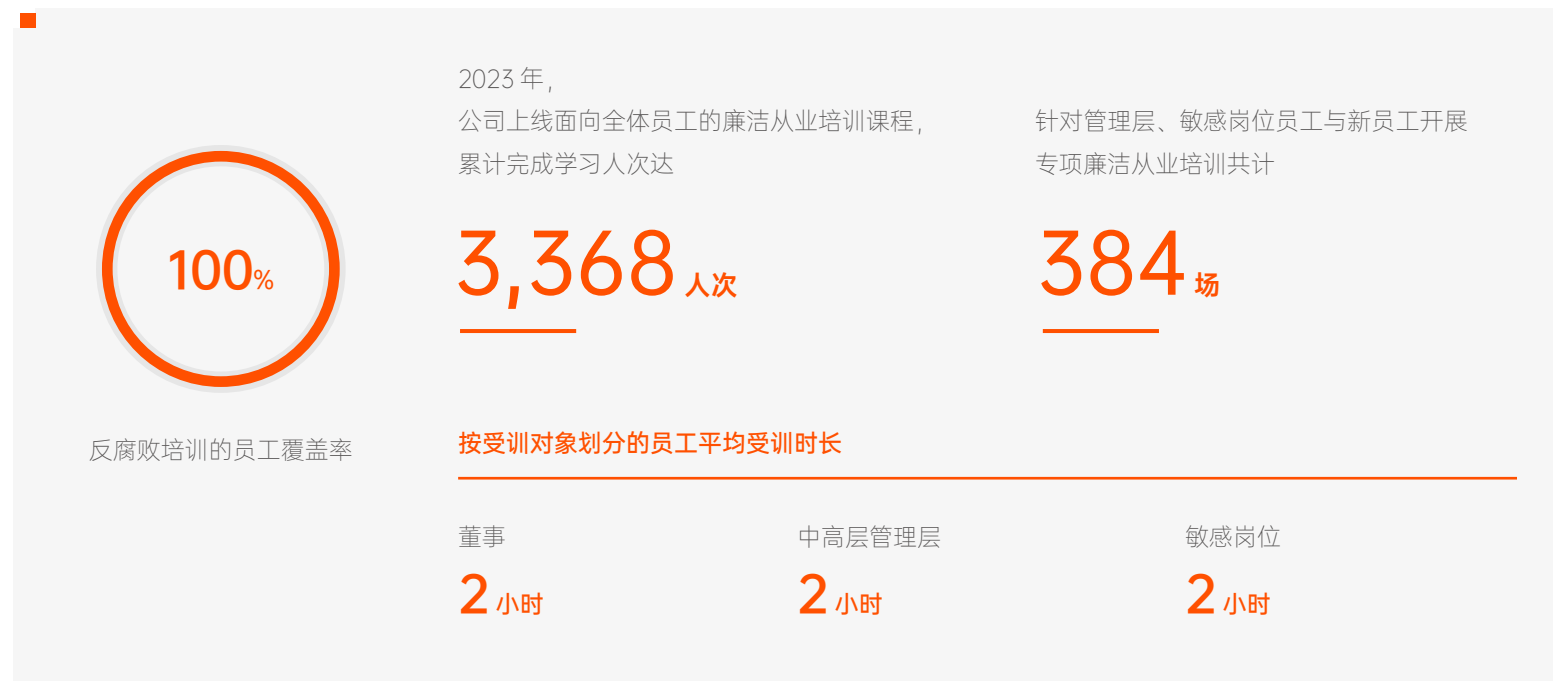 100%
反腐败培训的员工覆盖率
2023 年，
公司上线面向全体员工的廉洁从业培训课程，
累计完成学习人次达
3,368 人次
针对管理层、敏感岗位员工与新员工开展
专项廉洁从业培训共计
384 场
按受训对象划分的员工平均受训时长
董事
2 小时
中高层管理层
2 小时
敏感岗位
2 小时